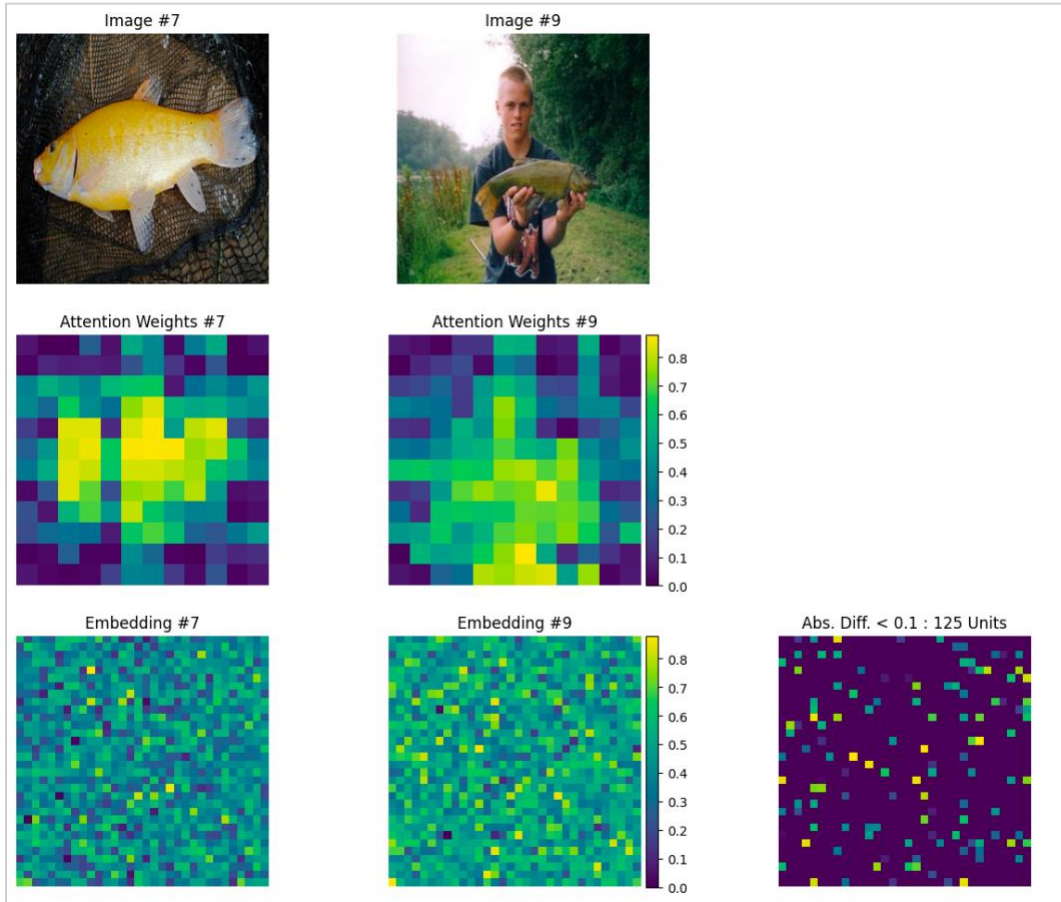 Image #7
Image #9
Attention Weights #7
Attention Weights #9
0.8
0.7
0.6
0.5
0.4
0.3
0.2
0.1
0.0
Embedding #7
Embedding #9
Abs. Diff. < 0.1 : 125 Units
0.8
0.7
0.6
0.5
0.4
0.3
0.2
0.1
0.0